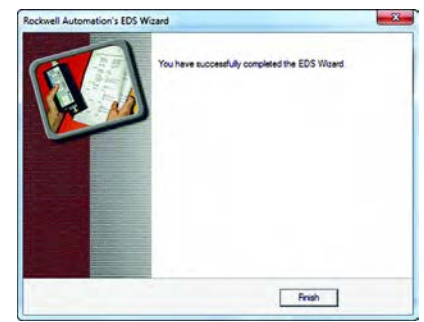 Rockwell Automation's EDS Wizard
You have successfully completed the EDS Wizard.
Finish